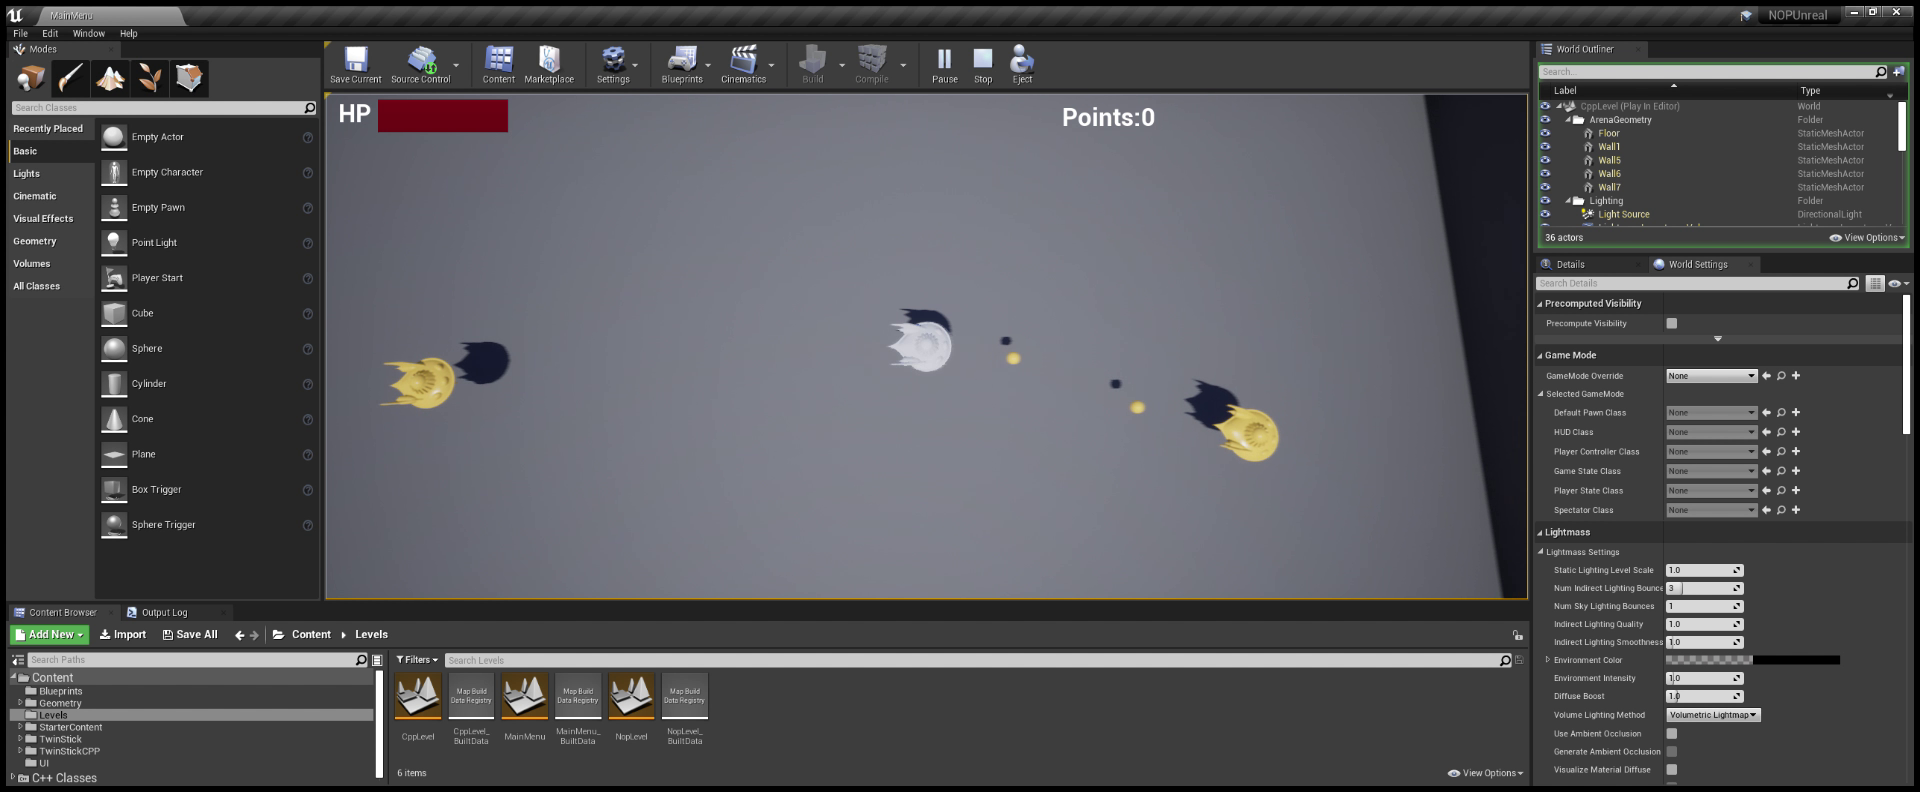 MainMenu
NOPUnreal
File Edit Window Help
Modes
Search Classes
Recently Placed
Basic
Lights
Cinematic
Visual Effects
Geometry
Volumes
All Classes
Empty Actor
Empty Character
Empty Pawn
Point Light
Player Start
Cube
Sphere
Cylinder
Cone
Plane
Box Trigger
Sphere Trigger
Save Current
Source Control
Content
Marketplace
Settings
Blueprints
Cinematics
Build
Compile
Pause
Stop
Eject
HP
Points:0
World Outliner
Search...
Label Type
CppLevel (Play In Editor) World
ArenaGeometry Folder
Floor StaticMeshActor
Wall1 StaticMeshActor
Wall5 StaticMeshActor
Wall6 StaticMeshActor
Wall7 StaticMeshActor
Lighting Folder
Light Source DirectionalLight
36 actors
View Options
Details
World Settings
Search Details
Precomputed Visibility
Precompute Visibility
Game Mode
GameMode Override None
Selected GameMode
Default Pawn Class None
HUD Class None
Player Controller Class None
Game State Class None
Player State Class None
Spectator Class None
Lightmass
Lightmass Settings
Static Lighting Level Scale 1.0
Num Indirect Lighting Bounce 3
Num Sky Lighting Bounces 1
Indirect Lighting Quality 1.0
Indirect Lighting Smoothness 1.0
Environment Color
Environment Intensity 1.0
Diffuse Boost 1.0
Volume Lighting Method Volumetric Lightmap
Use Ambient Occlusion
Generate Ambient Occlusion
Visualize Material Diffuse
Content Browser
Output Log
Add New
Import
Save All
Content
Levels
Search Paths
Content
Blueprints
Geometry
Levels
StarterContent
TwinStick
TwinStickCPP
UI
C++ Classes
Filters
Search Levels
Map Build
Data Registry
Map Build
Data Registry
Map Build
Data Registry
CppLevel
CppLevel_
BuiltData
MainMenu
MainMenu_
BuiltData
NopLevel
NopLevel_
BuiltData
6 items
View Options